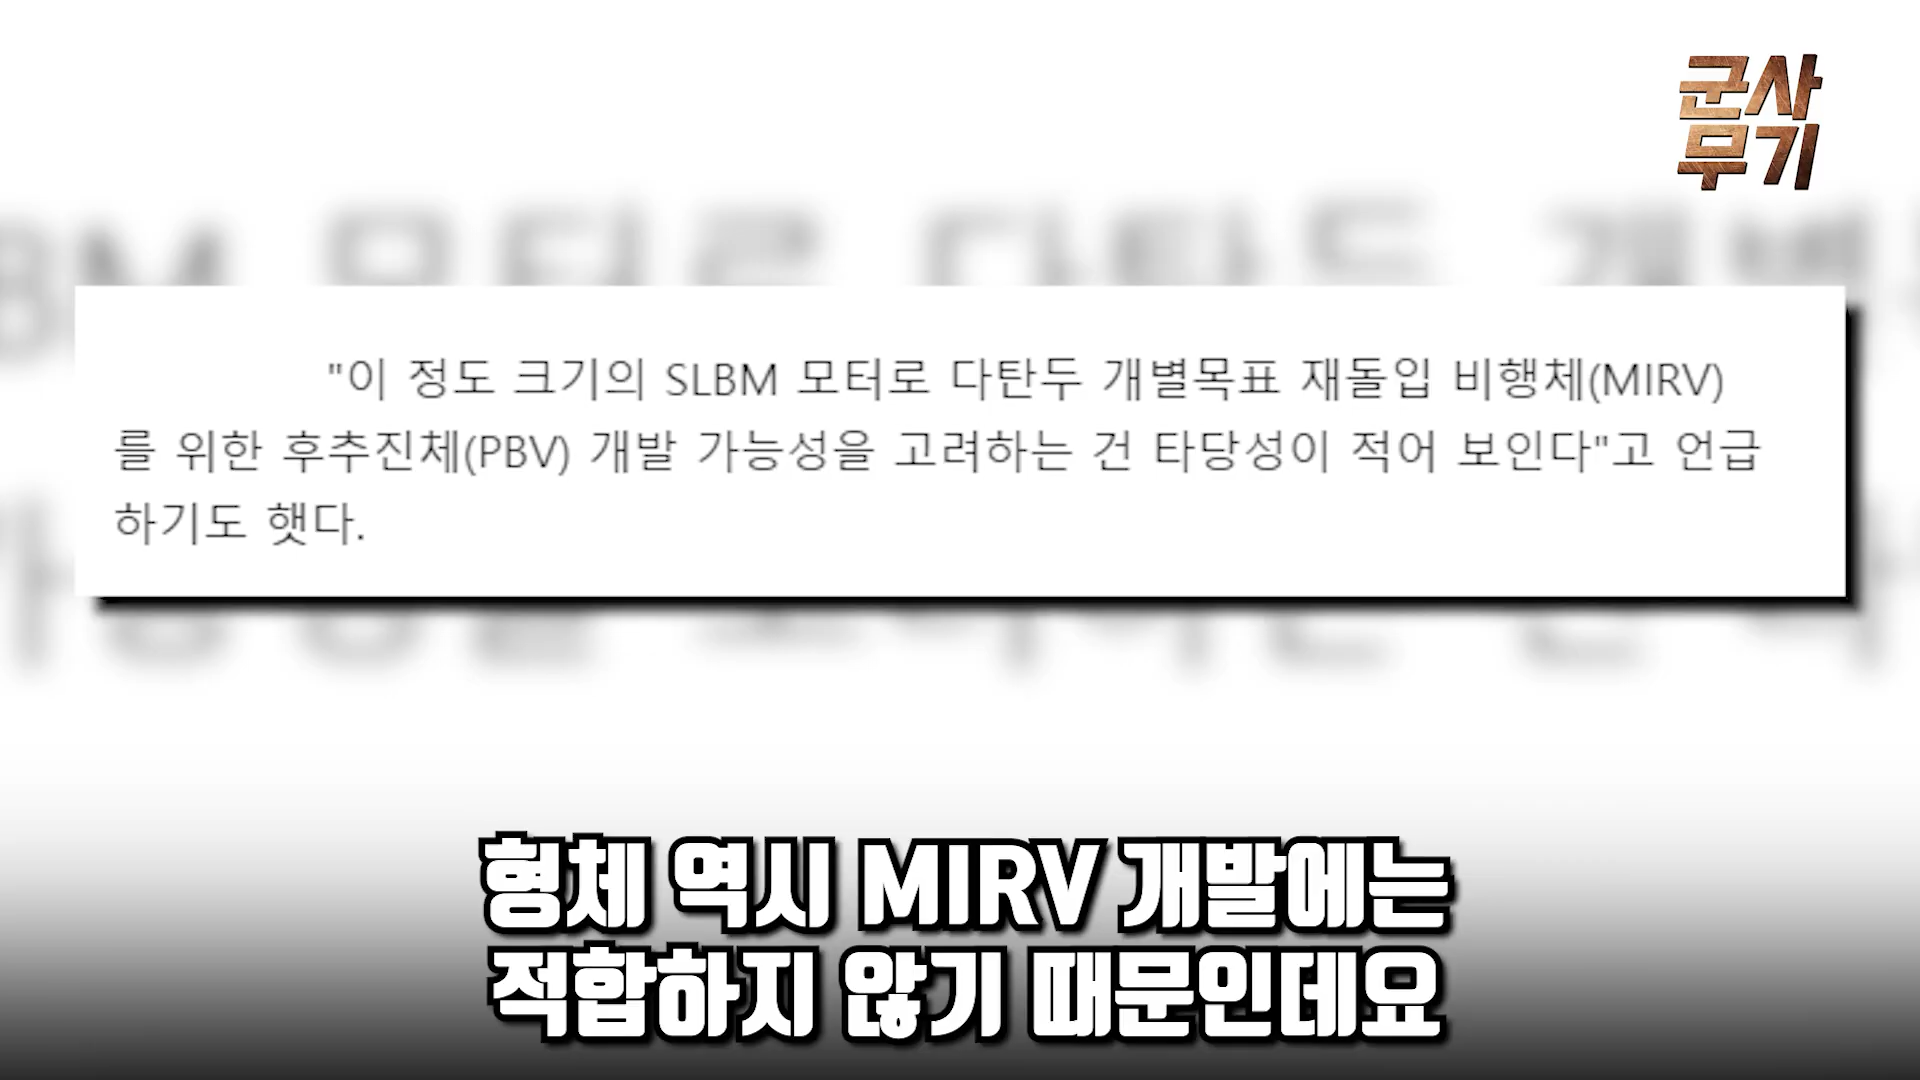 군사
무기
"이 정도 크기의 SLBM 모터로 다탄두 개별목표 재돌입 비행체(MIRV)
를 위한 후추진체(PBV) 개발 가능성을 고려하는 건 타당성이 적어 보인다"고 언급
하기도 햇다.
형체 역시 MIRV 개발에는
적합하지 않기 때문인데요